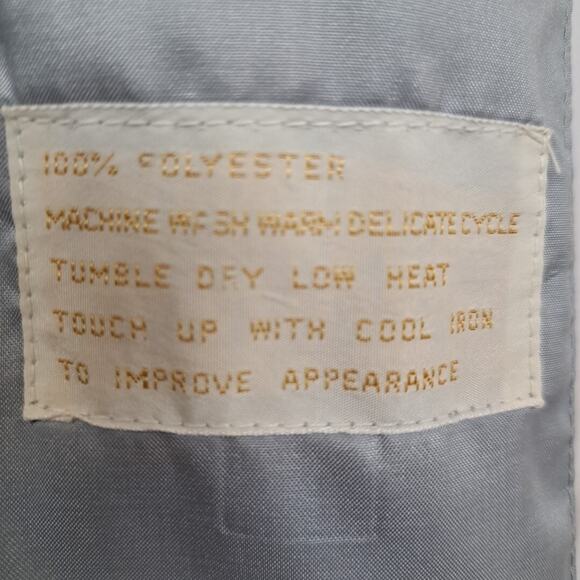 100% POLYESTER
MACHINE WASH WARM DELICATE CYCLE
TUMBLE DRY LOW HEAT
TOUCH UP WITH COOL IRON
TO IMPROVE APPEARANCE